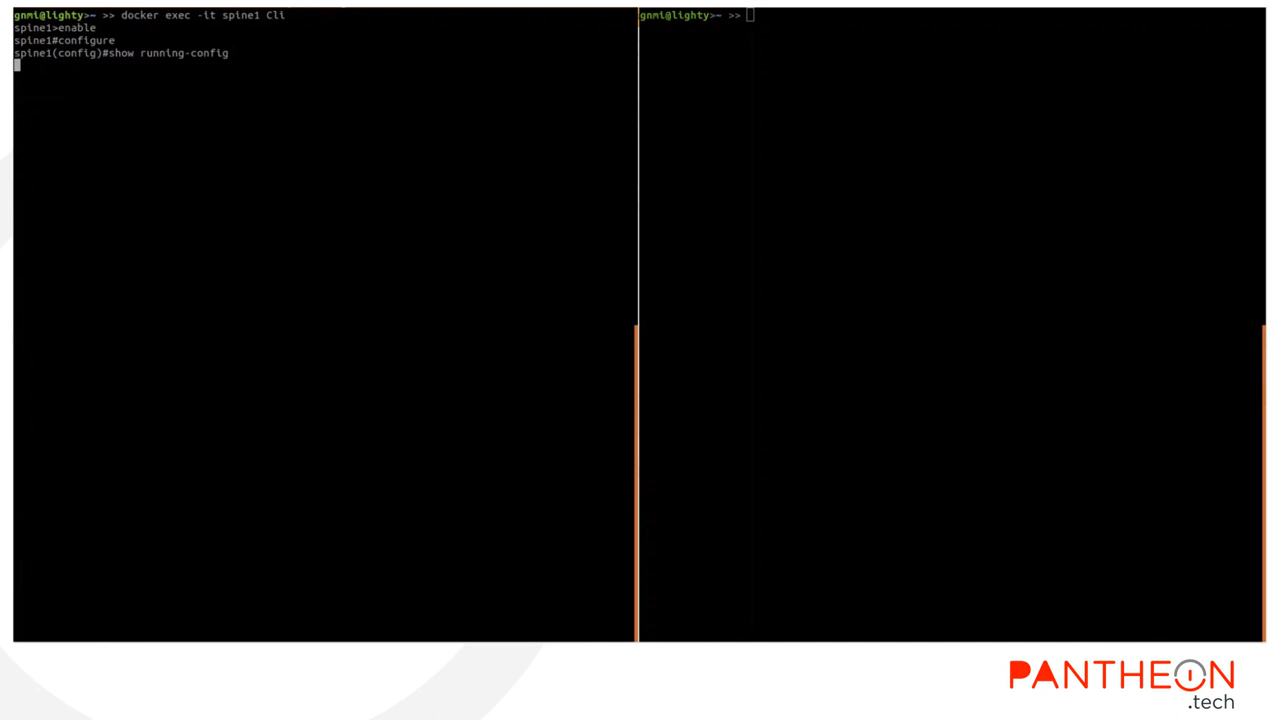 gnmi@lighty>~ >> docker exec -it spine1 Cli
spine1>enable
spine1#configure
spine1(config)#show running-config
gnmi@lighty>~ >>
PANTHEON
.tech